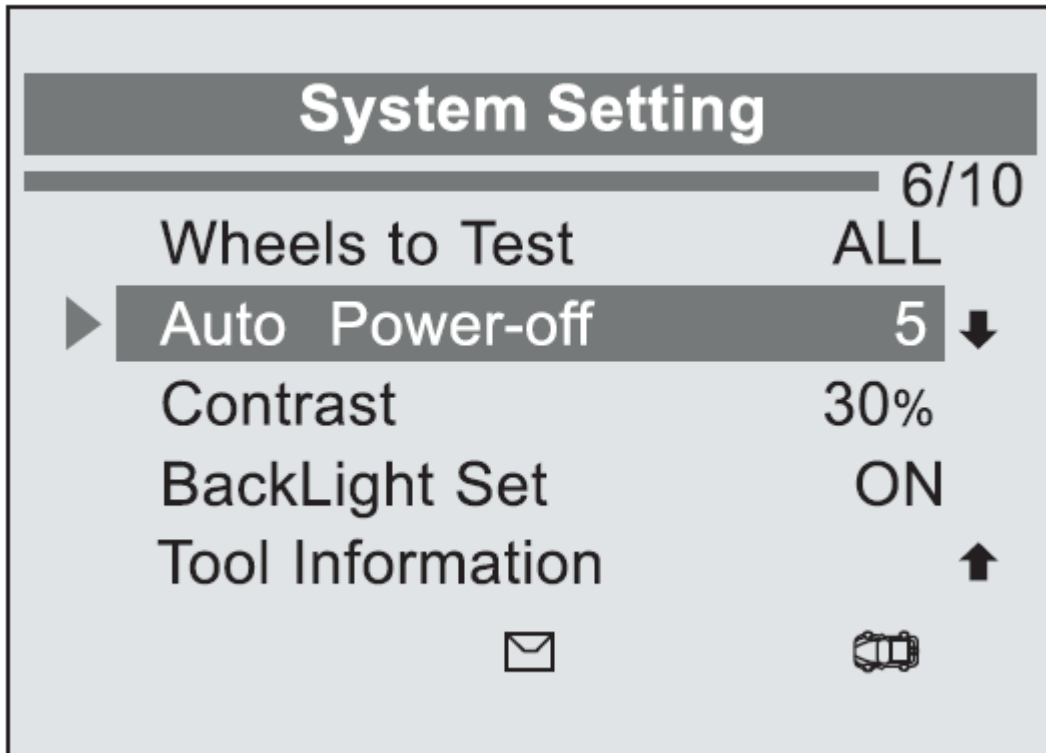 System Setting
6/10
Wheels to Test ALL
Auto Power-off 5
Contrast 30%
BackLight Set ON
Tool Information